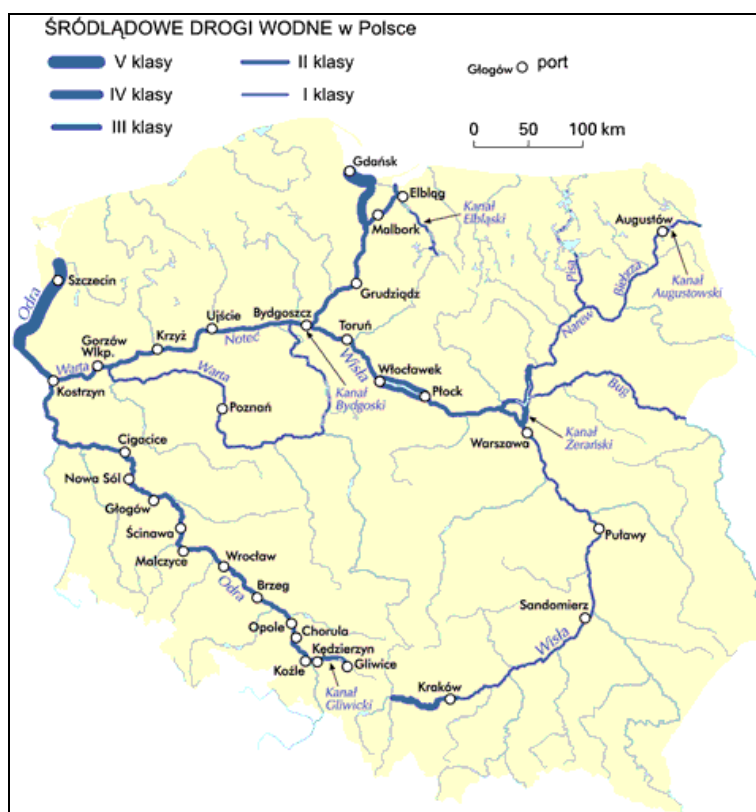 ŚRÓDLĄDOWE DROGI WODNE w Polsce
V klasy
II klasy
Głogów port
IV klasy
I klasy
III klasy
0 50 100 km
Gdańsk
Elbląg
Kanał
Elbląski
Malbork
Augustów
Kanał
Augustowski
Pisa
Biebrza
Narew
Szczecin
Odra
Grudziądz
Ujście
Bydgoszcz
Toruń
Krzyż
Noteć
Gorzów
Wlkp.
Warta
Warta
Wisła
Włocławek
Kostrzyn
Kanał
Bydgoski
Płock
Bug
Poznań
Kanał
Żerański
Warszawa
Cigacice
Nowa Sól
Głogów
Ścinawa
Puławy
Malczyce
Wrocław
Odra
Brzeg
Sandomierz
Opole
Chorula
Wisła
Kędzierzyn
Koźle
Gliwice
Kanał
Gliwicki
Kraków